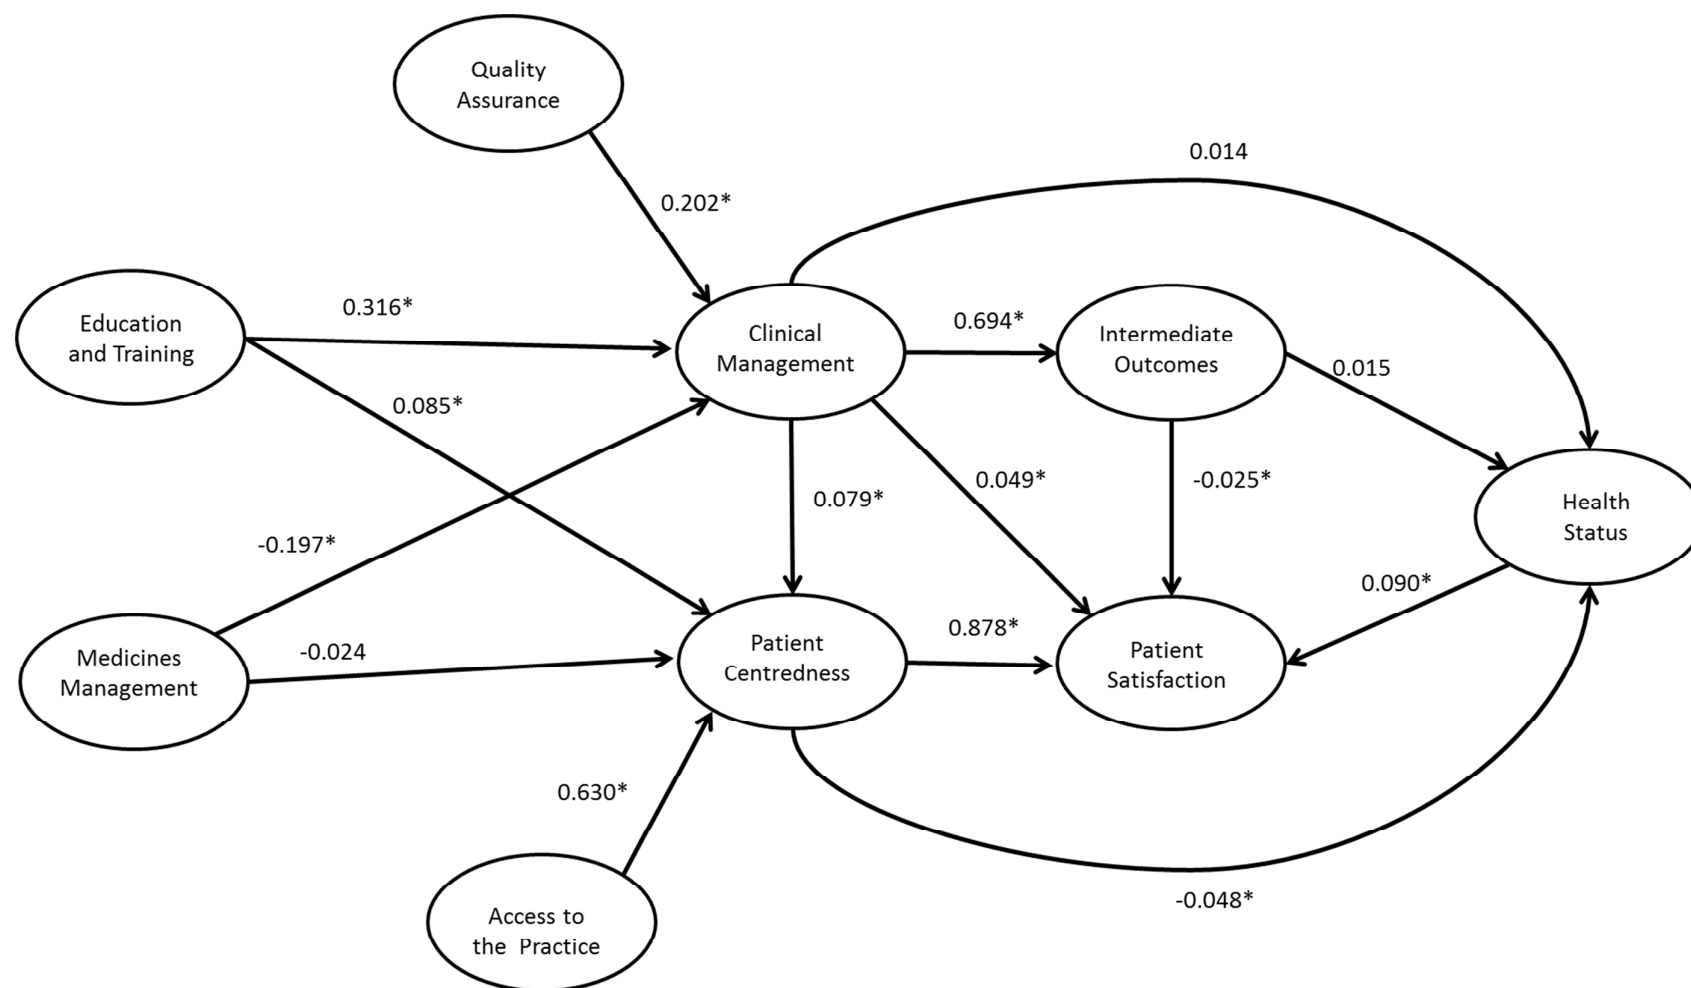 Quality
Assurance
0.014
0.202*
Education
and Training
0.316*
Clinical
Management
0.694*
Intermediate
Outcomes
0.015
0.085*
0.079*
0.049*
-0.025*
Health
Status
-0.197*
0.090*
Medicines
Management
-0.024
Patient
Centredness
0.878*
Patient
Satisfaction
0.630*
-0.048*
Access to
the Practice